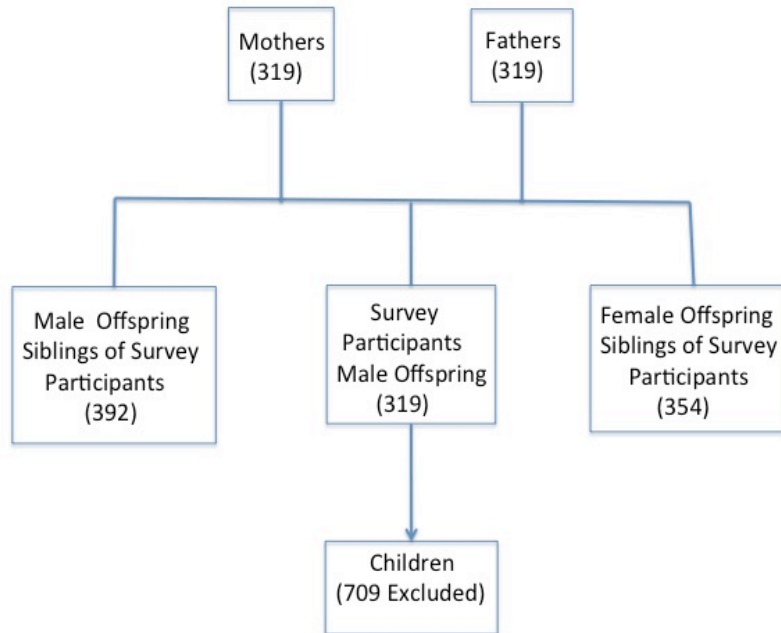 Mothers
(319)
Fathers
(319)
Male Offspring
Siblings of Survey
Participants
(392)
Survey
Participants
Male Offspring
(319)
Female Offspring
Siblings of Survey
Participants
(354)
Children
(709 Excluded)